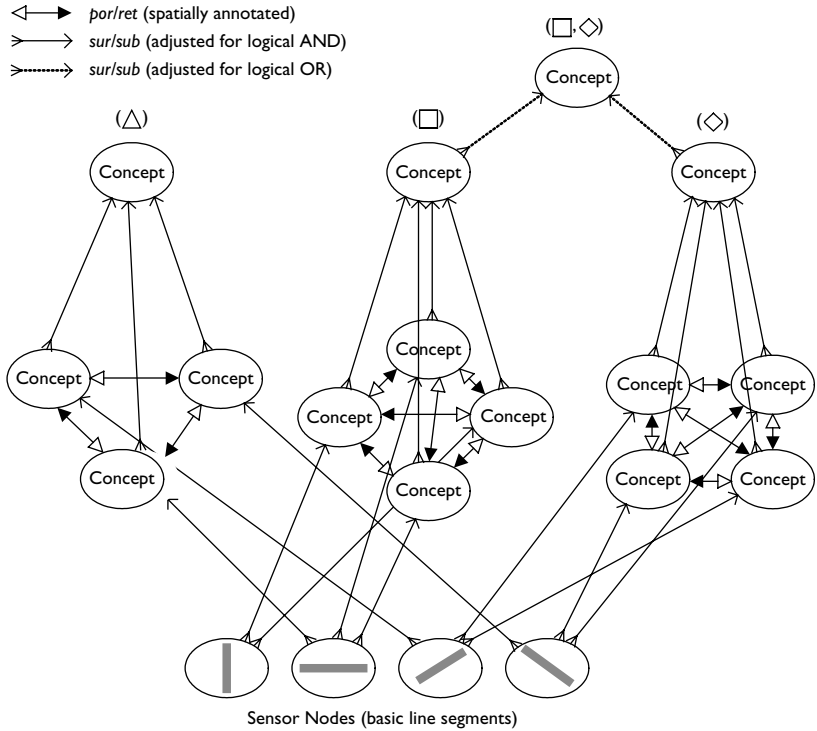 por/ret (spatially annotated)
sur/sub (adjusted for logical AND)
sur/sub (adjusted for logical OR)
(□,◇)
Concept
(△)
(□)
(◇)
Concept
Concept
Concept
Concept
Concept
Concept
Concept
Concept
Concept
Concept
Concept
Concept
Concept
Concept
Sensor Nodes (basic line segments)